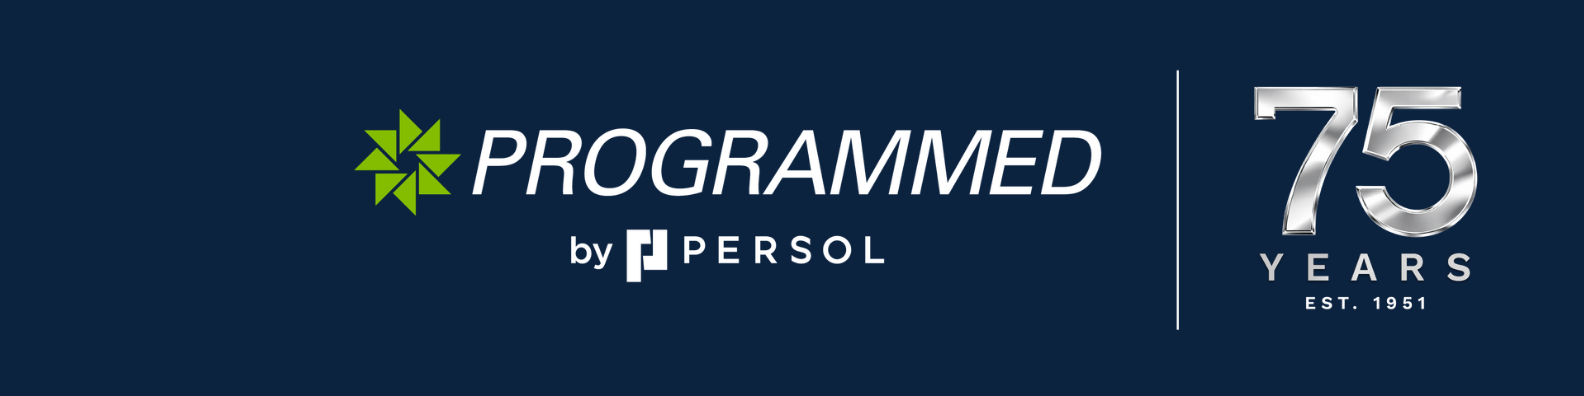 PROGRAMMED
by PERSOL
75
YEARS
EST. 1951